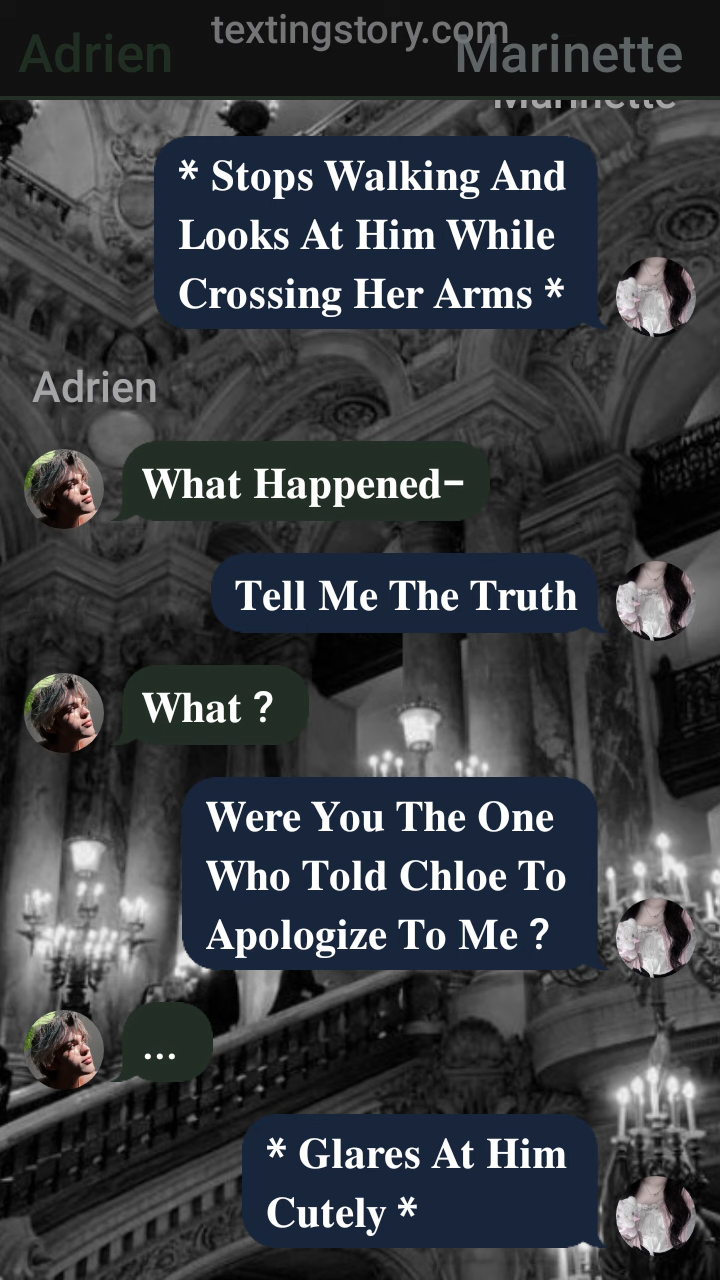 textingstory.com
Adrien
Marinette
Marinette
* Stops Walking And
Looks At Him While
Crossing Her Arms *
Adrien
What Happened–
Tell Me The Truth
What ?
Were You The One
Who Told Chloe To
Apologize To Me ?
...
* Glares At Him
Cutely *